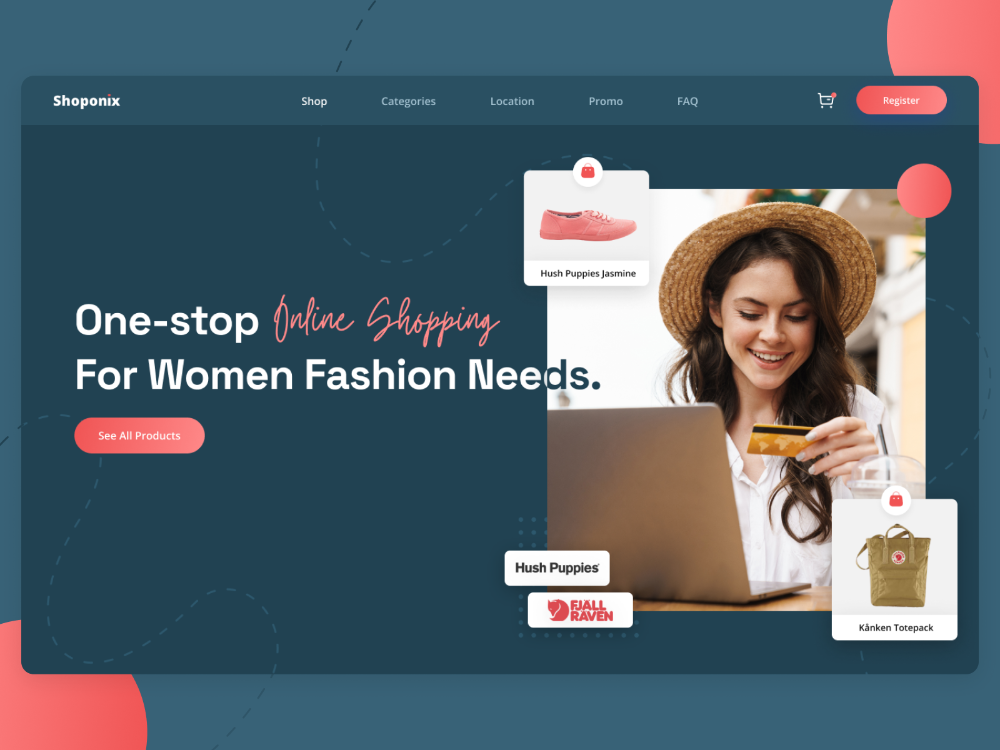 Shoponix
Shop Categories Location Promo FAQ
Register
Hush Puppies Jasmine
One-stop Online Shopping
For Women Fashion Needs.
See All Products
Hush Puppies
FJÄLL
RÄVEN
Kånken Totepack